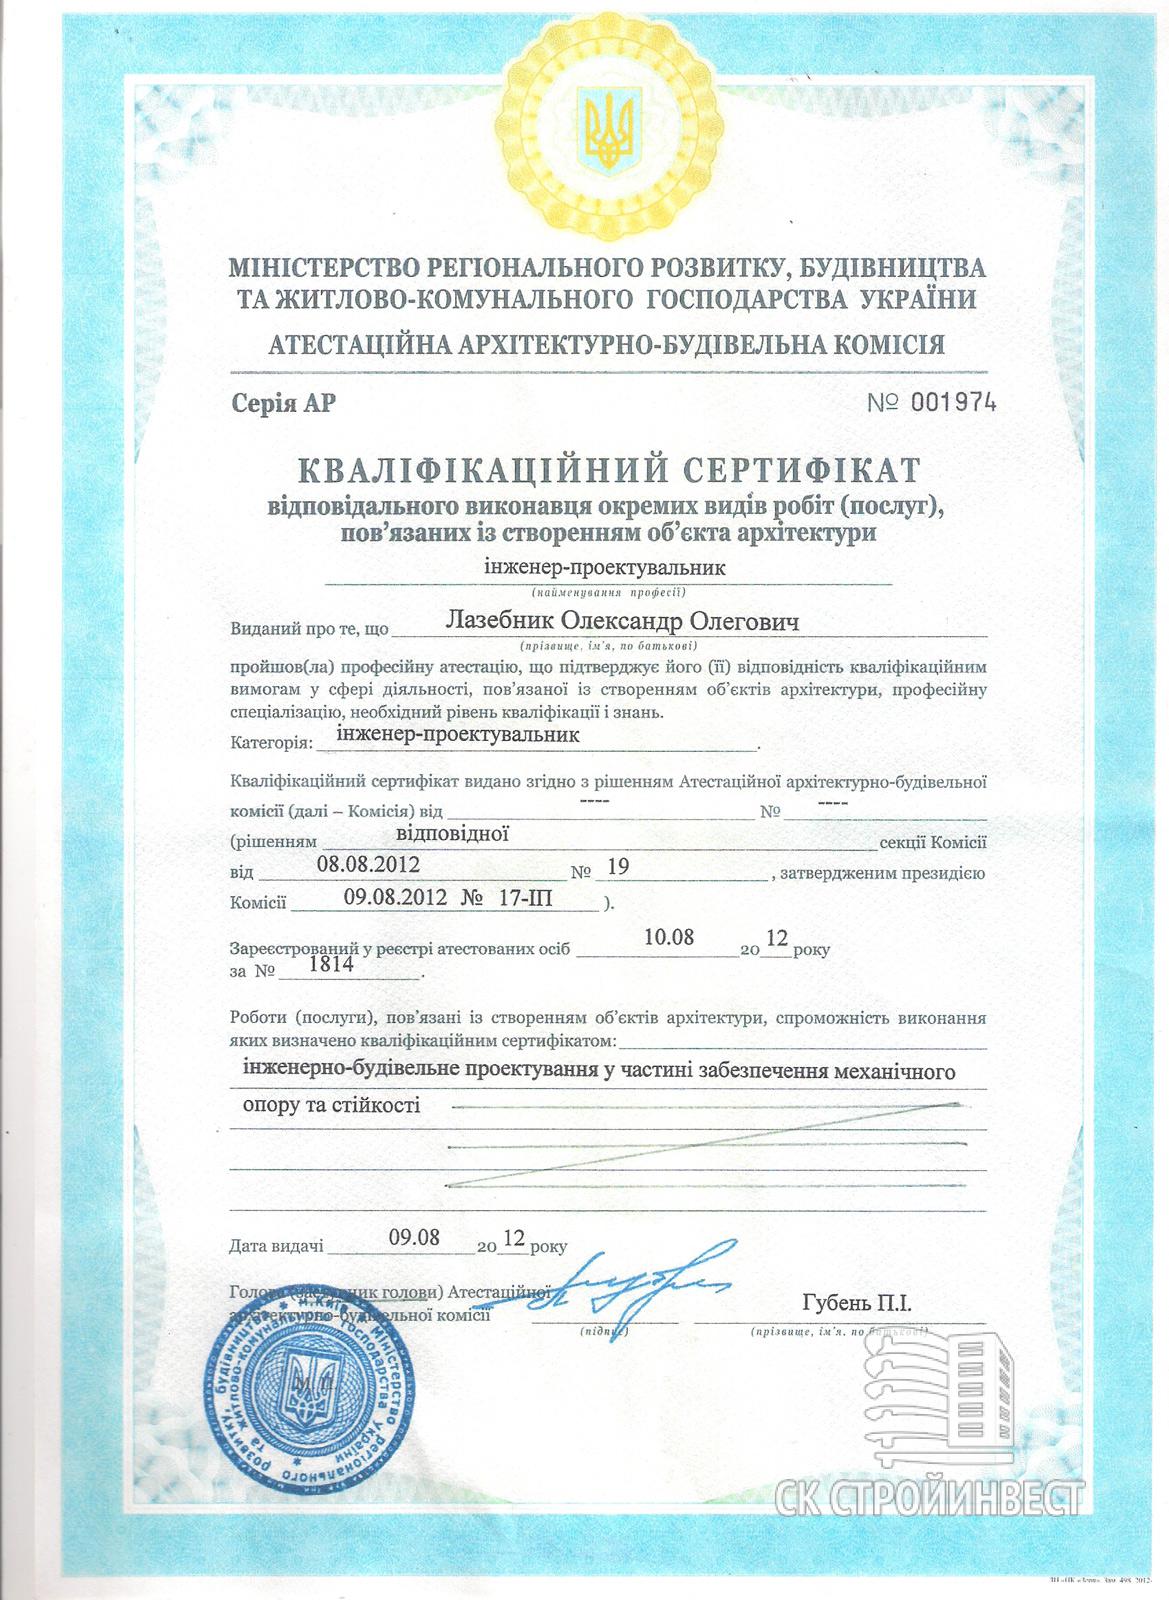 МІНІСТЕРСТВО РЕГІОНАЛЬНОГО РОЗВИТКУ, БУДІВНИЦТВА
ТА ЖИТЛОВО-КОМУНАЛЬНОГО ГОСПОДАРСТВА УКРАЇНИ
АТЕСТАЦІЙНА АРХІТЕКТУРНО-БУДІВЕЛЬНА КОМІСІЯ
Серія АР № 001974
КВАЛІФІКАЦІЙНИЙ СЕРТИФІКАТ
відповідального виконавця окремих видів робіт (послуг),
пов'язаних із створенням об'єкта архітектури
інженер-проектувальник
(найменування професії)
Виданий про те, що Лазебник Олександр Олегович
(прізвище, ім'я, по батькові)
пройшов(ла) професійну атестацію, що підтверджує його (її) відповідність кваліфікаційним
вимогам у сфері діяльності, пов'язаної із створенням об'єктів архітектури, професійну
спеціалізацію, необхідний рівень кваліфікації і знань.
Категорія: інженер-проектувальник.
Кваліфікаційний сертифікат видано згідно з рішенням Атестаційної архітектурно-будівельної
комісії (далі – Комісія) від ---- № ----
(рішенням відповідної секції Комісії
від 08.08.2012 № 19, затвердженим президією
Комісії 09.08.2012 № 17-ІП ).
Зареєстрований у реєстрі атестованих осіб 10.08 2012 року
за № 1814.
Роботи (послуги), пов'язані із створенням об'єктів архітектури, спроможність виконання
яких визначено кваліфікаційним сертифікатом:
інженерно-будівельне проектування у частині забезпечення механічного
опору та стійкості
Дата видачі 09.08 2012 року
Голова (заступник голови) Атестаційної
архітектурно-будівельної комісії
Губень П.І.
(підпис) (прізвище, ім'я, по батькові)
М.П.
м.Київ * Міністерство регіонального розвитку, будівництва
та житлово-комунального господарства України
СК СТРОЙИНВЕСТ